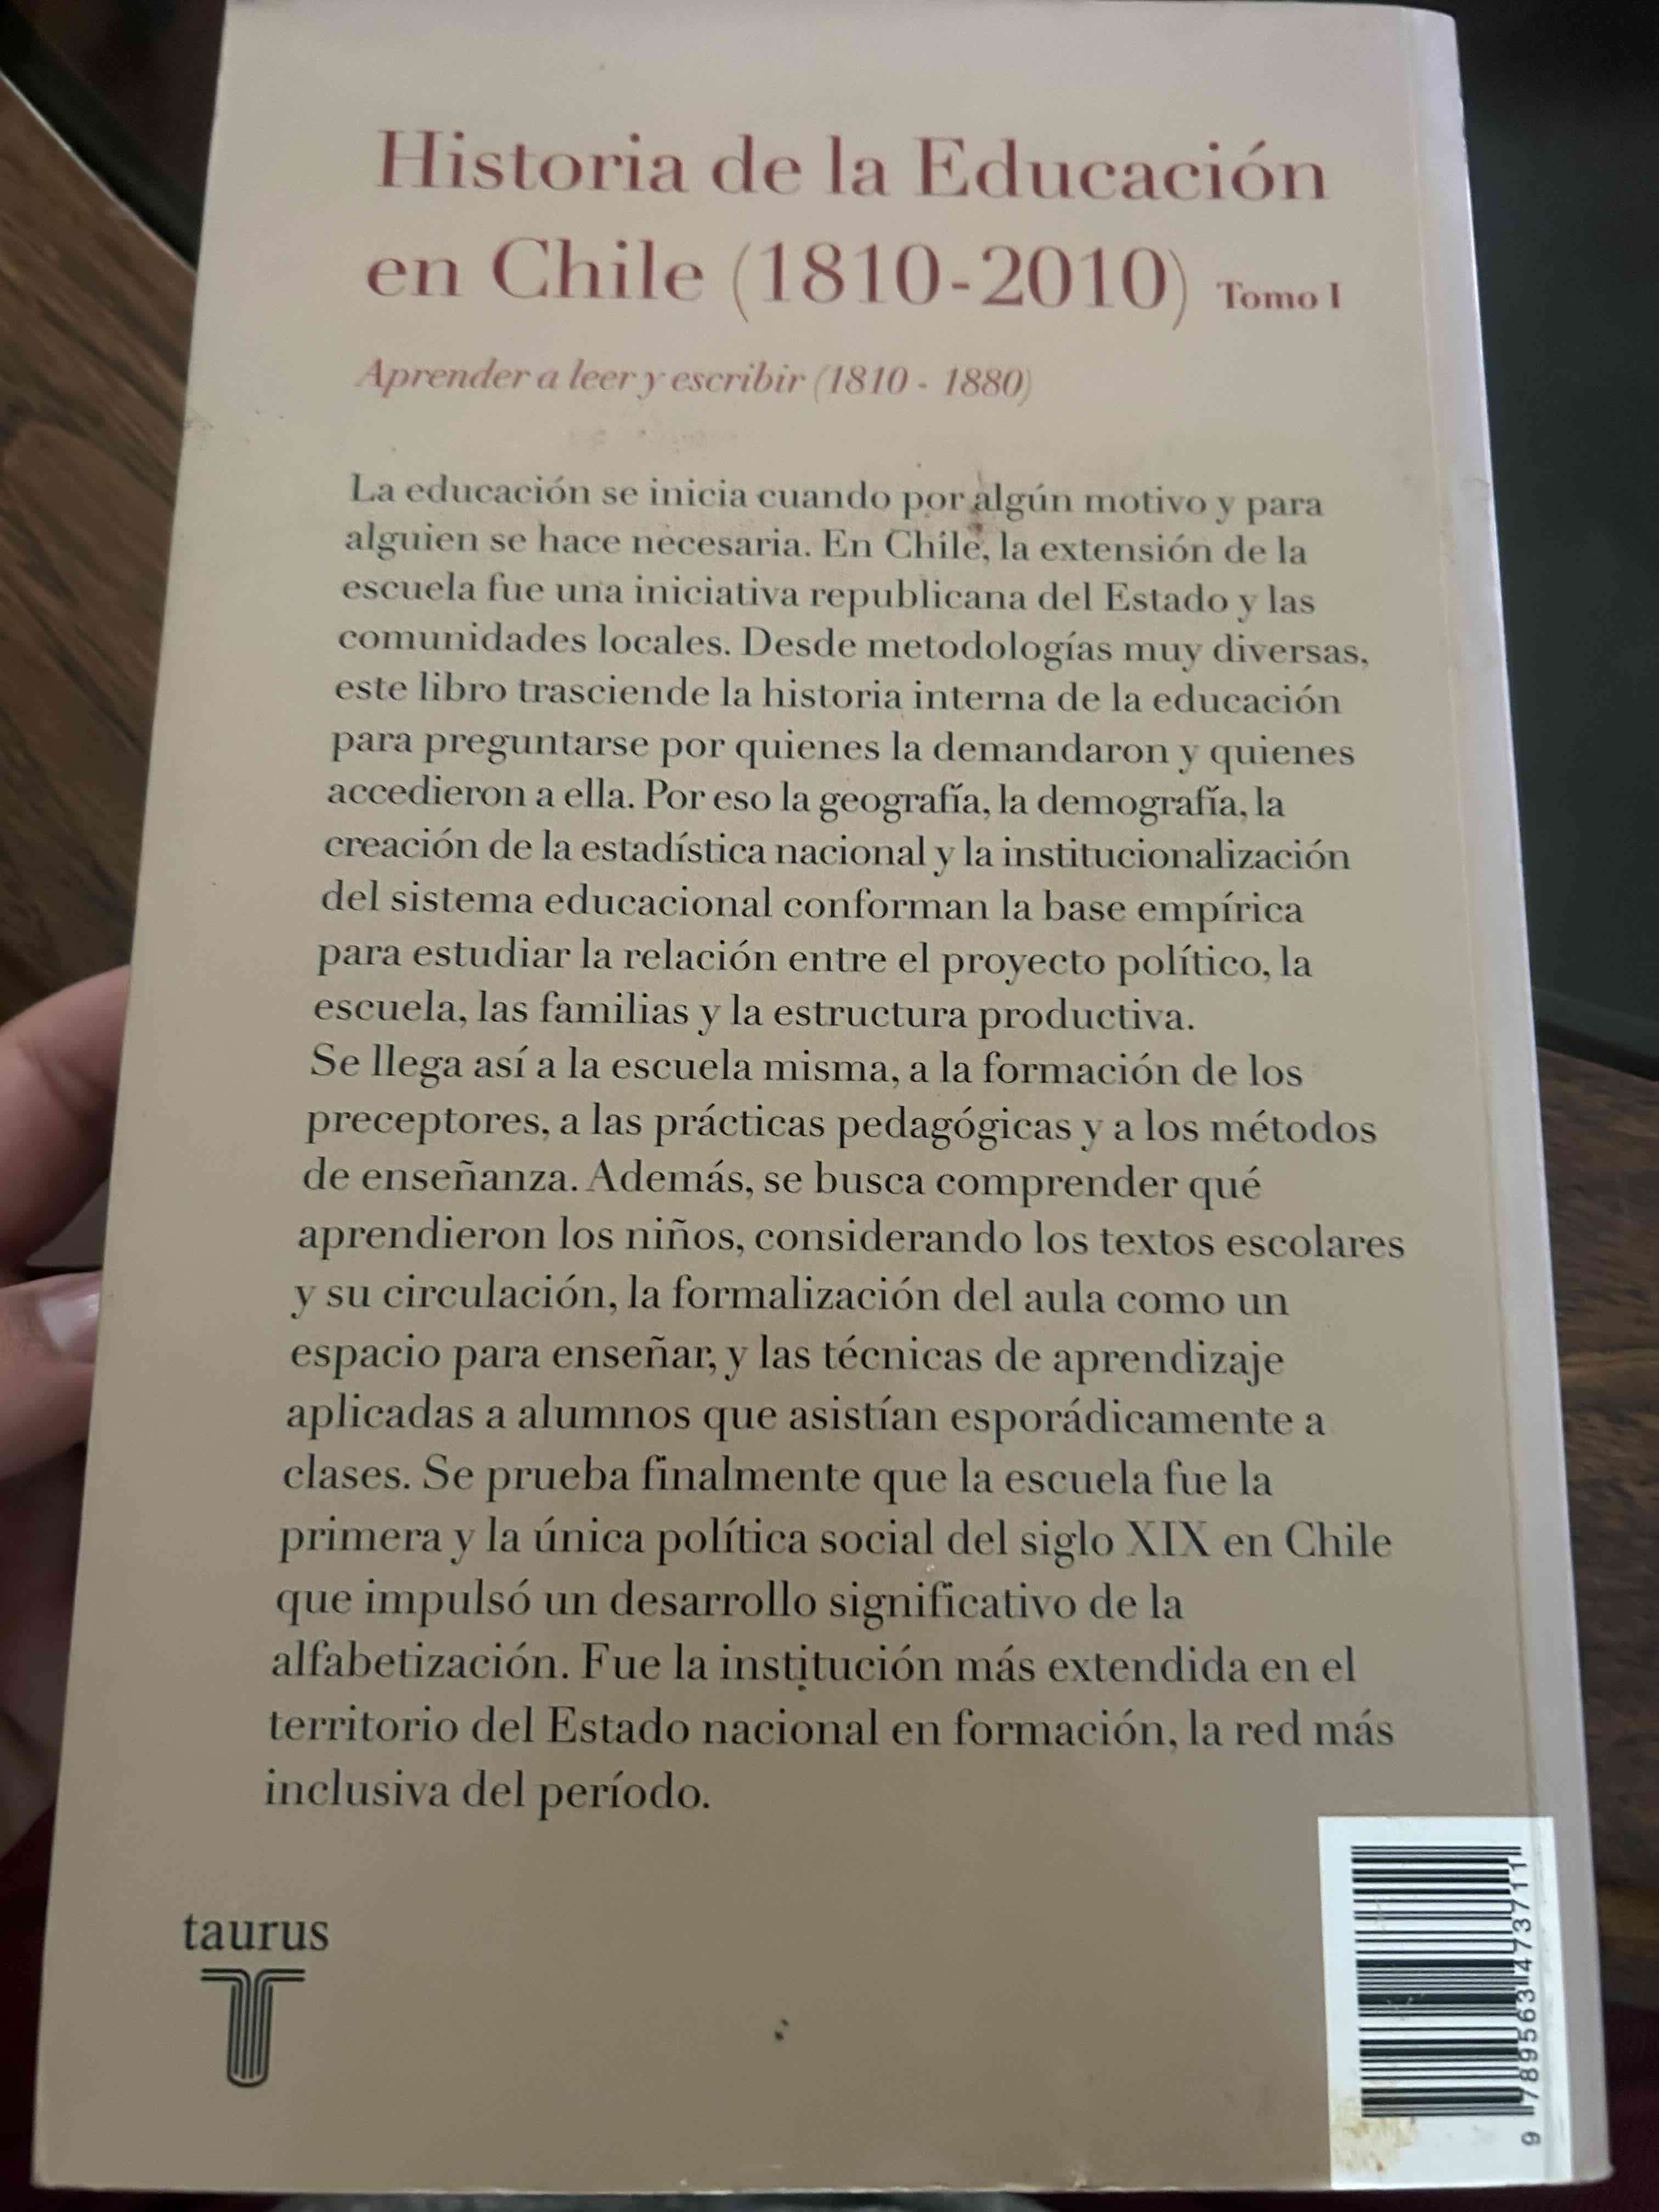 Historia de la Educación
en Chile (1810-2010) Tomo I
Aprender a leer y escribir (1810 - 1880)
La educación se inicia cuando por algún motivo y para
alguien se hace necesaria. En Chile, la extensión de la
escuela fue una iniciativa republicana del Estado y las
comunidades locales. Desde metodologías muy diversas,
este libro trasciende la historia interna de la educación
para preguntarse por quienes la demandaron y quienes
accedieron a ella. Por eso la geografía, la demografía, la
creación de la estadística nacional y la institucionalización
del sistema educacional conforman la base empírica
para estudiar la relación entre el proyecto político, la
escuela, las familias y la estructura productiva.
Se llega así a la escuela misma, a la formación de los
preceptores, a las prácticas pedagógicas y a los métodos
de enseñanza. Además, se busca comprender qué
aprendieron los niños, considerando los textos escolares
y su circulación, la formalización del aula como un
espacio para enseñar, y las técnicas de aprendizaje
aplicadas a alumnos que asistían esporádicamente a
clases. Se prueba finalmente que la escuela fue la
primera y la única política social del siglo XIX en Chile
que impulsó un desarrollo significativo de la
alfabetización. Fue la institución más extendida en el
territorio del Estado nacional en formación, la red más
inclusiva del período.
taurus
9 789563 473711